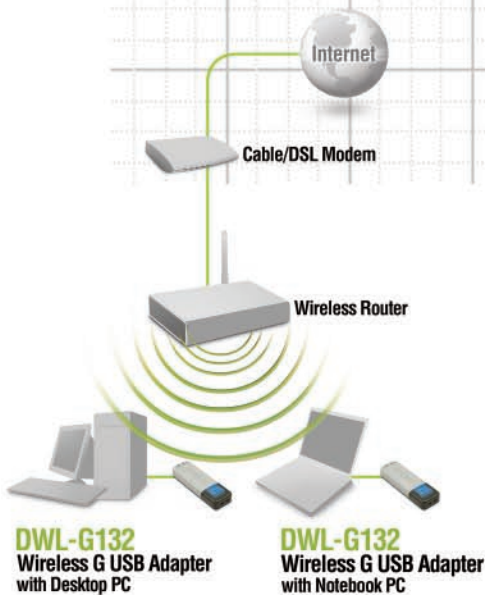 Internet
Cable/DSL Modem
Wireless Router
DWL-G132
Wireless G USB Adapter
with Desktop PC
DWL-G132
Wireless G USB Adapter
with Notebook PC